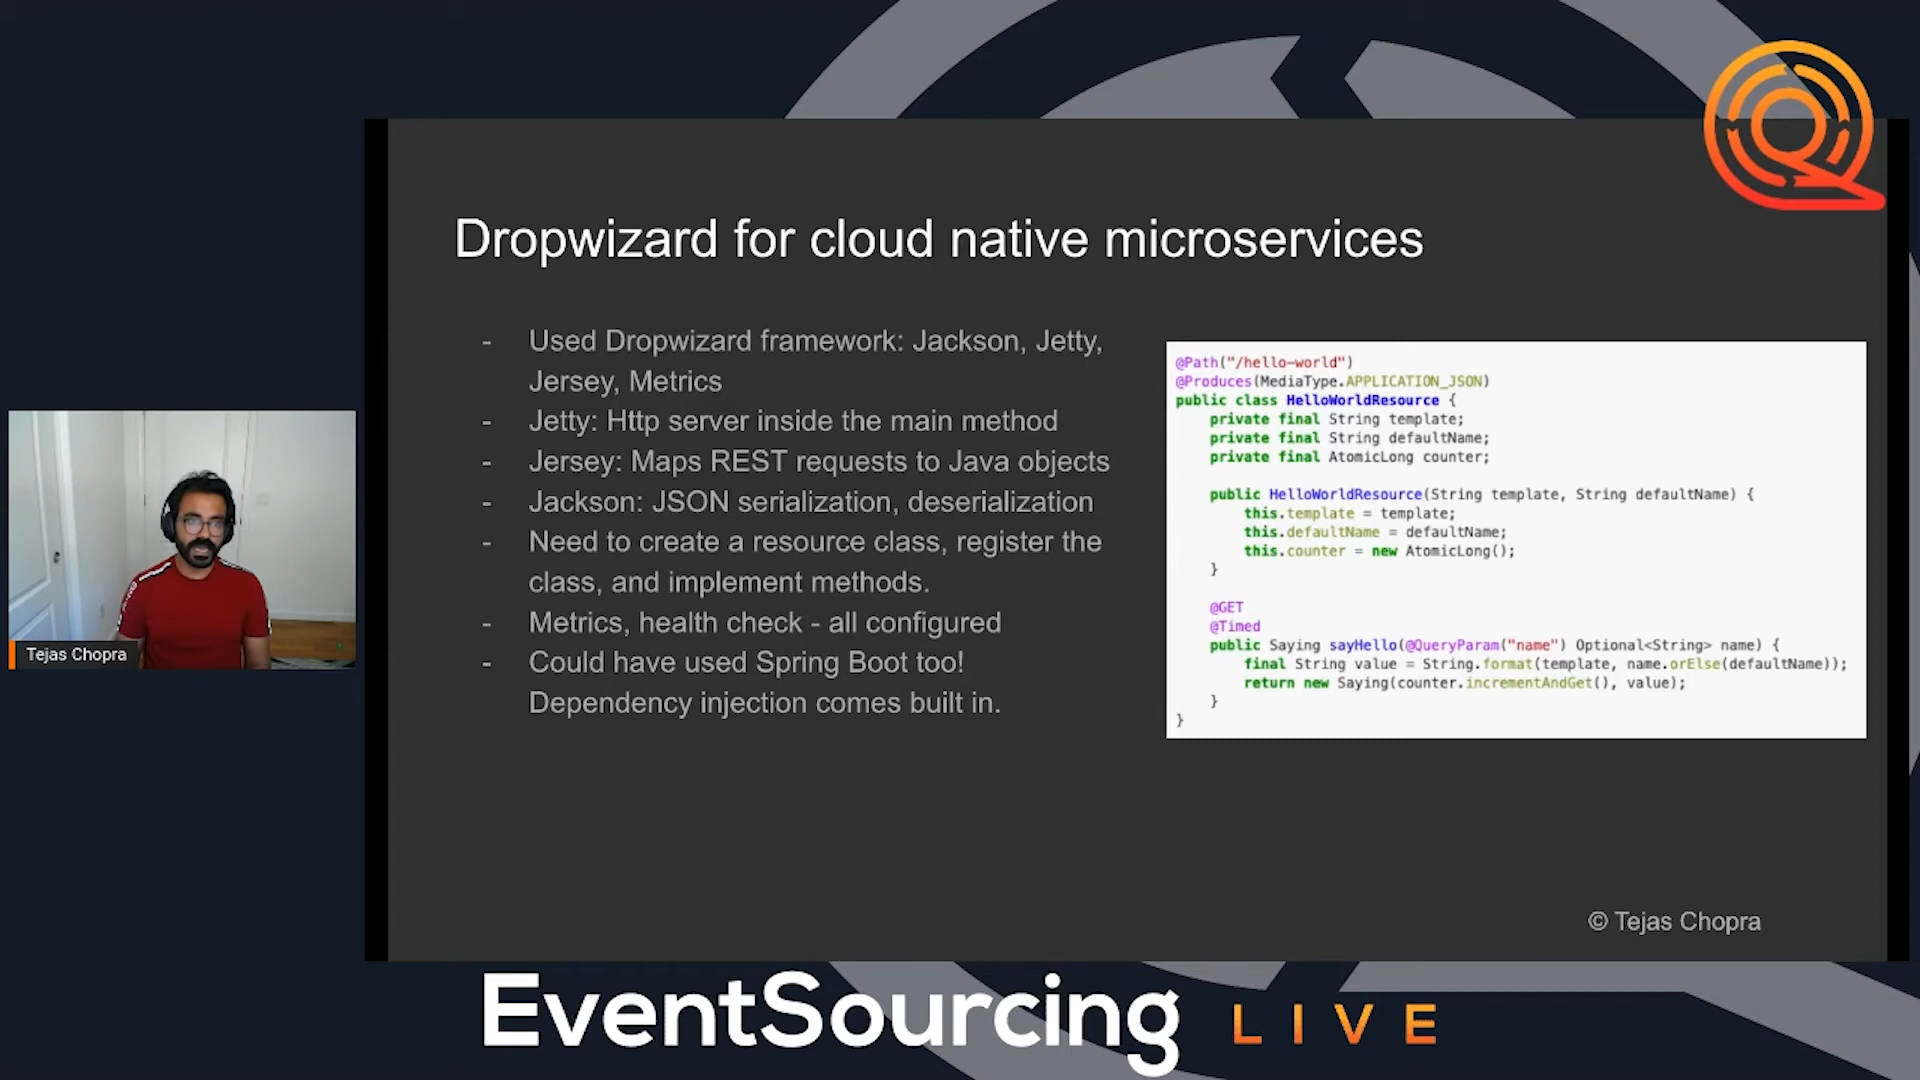 Dropwizard for cloud native microservices
- Used Dropwizard framework: Jackson, Jetty,
Jersey, Metrics
- Jetty: Http server inside the main method
- Jersey: Maps REST requests to Java objects
- Jackson: JSON serialization, deserialization
- Need to create a resource class, register the
class, and implement methods.
- Metrics, health check - all configured
- Could have used Spring Boot too!
Dependency injection comes built in.
@Path("/hello-world")
@Produces(MediaType.APPLICATION_JSON)
public class HelloWorldResource {
    private final String template;
    private final String defaultName;
    private final AtomicLong counter;

    public HelloWorldResource(String template, String defaultName) {
        this.template = template;
        this.defaultName = defaultName;
        this.counter = new AtomicLong();
    }

    @GET
    @Timed
    public Saying sayHello(@QueryParam("name") Optional<String> name) {
        final String value = String.format(template, name.orElse(defaultName));
        return new Saying(counter.incrementAndGet(), value);
    }
}
Tejas Chopra
© Tejas Chopra
EventSourcing LIVE